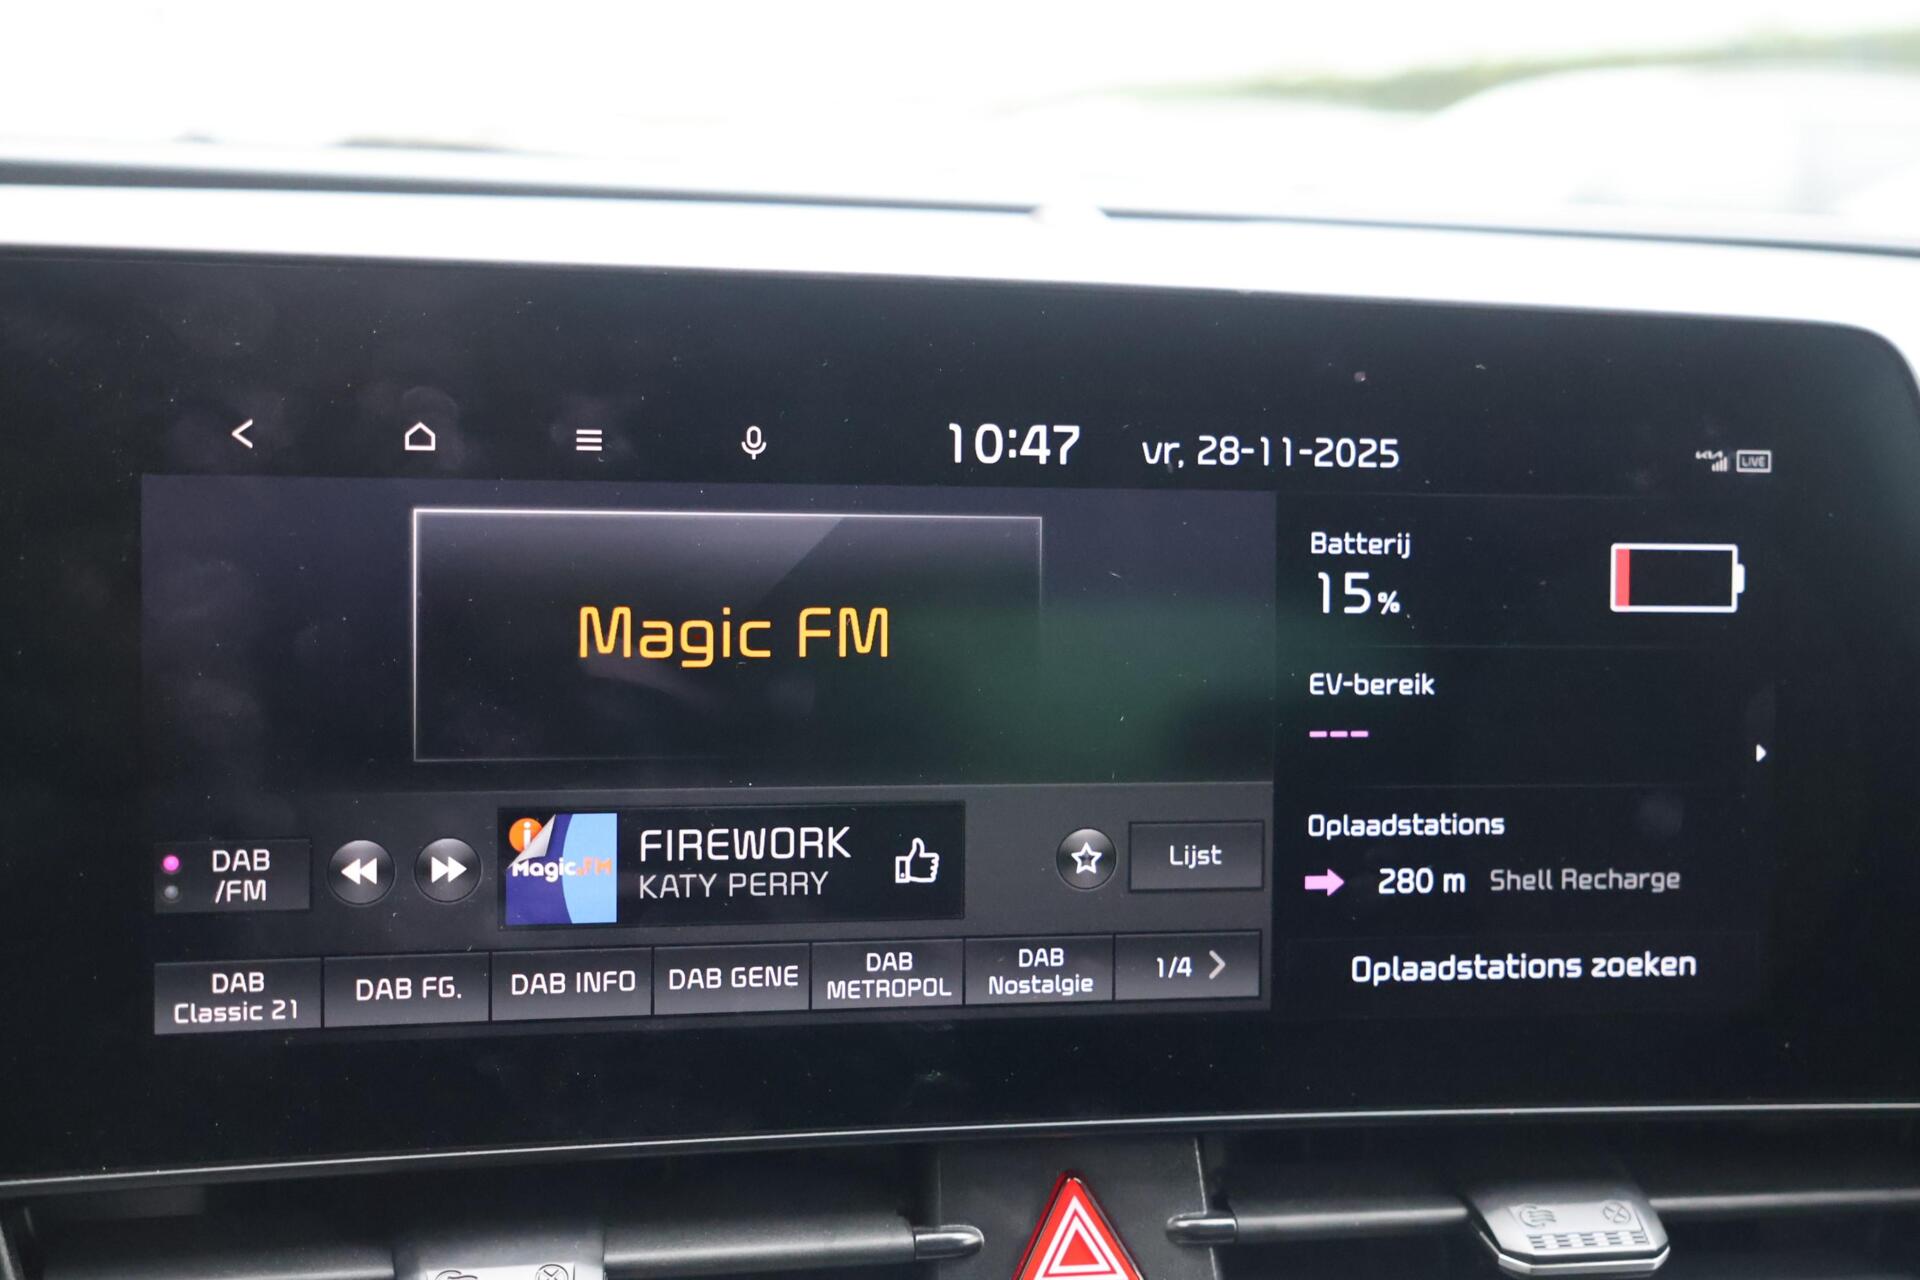 10:47
vr, 28-11-2025
LIVE
Magic FM
Batterij
15%
EV-bereik
---
Oplaadstations
280 m Shell Recharge
Oplaadstations zoeken
DAB
/FM
i
Magic.FM
FIREWORK
KATY PERRY
Lijst
DAB
Classic 21
DAB FG.
DAB INFO
DAB GENE
DAB
METROPOL
DAB
Nostalgie
1/4